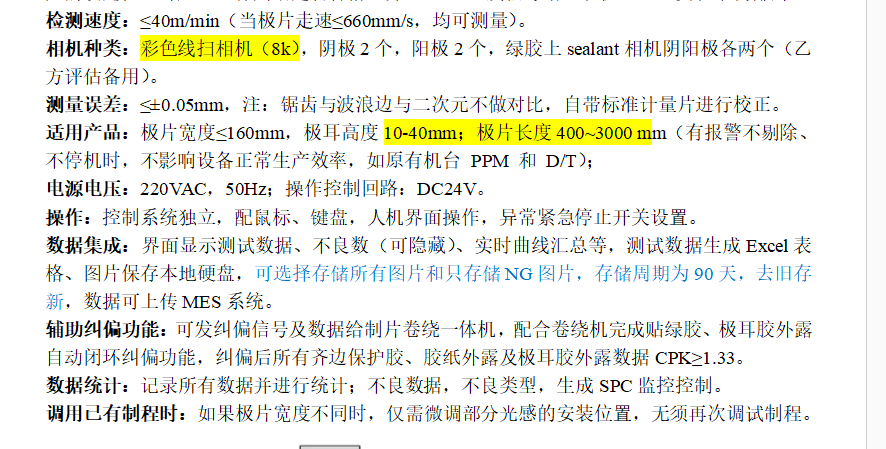 检测速度：≤40m/min（当极片走速≤660mm/s，均可测量）。
相机种类：彩色线扫相机（8k），阴极 2 个，阳极 2 个，绿胶上 sealant 相机阴阳极各两个（乙
方评估备用）。
测量误差：≤±0.05mm，注：锯齿与波浪边与二次元不做对比，自带标准计量片进行校正。
适用产品：极片宽度≤160mm，极耳高度 10-40mm；极片长度 400~3000 mm（有报警不剔除、
不停机时，不影响设备正常生产效率，如原有机台 PPM 和 D/T）；
电源电压：220VAC，50Hz；操作控制回路：DC24V。
操作：控制系统独立，配鼠标、键盘，人机界面操作，异常紧急停止开关设置。
数据集成：界面显示测试数据、不良数（可隐藏）、实时曲线汇总等，测试数据生成 Excel 表
格、图片保存本地硬盘，可选择存储所有图片和只存储 NG 图片，存储周期为 90 天，去旧存
新，数据可上传 MES 系统。
辅助纠偏功能：可发纠偏信号及数据给制片卷绕一体机，配合卷绕机完成贴绿胶、极耳胶外露
自动闭环纠偏功能，纠偏后所有齐边保护胶、胶纸外露及极耳胶外露数据 CPK≥1.33。
数据统计：记录所有数据并进行统计；不良数据，不良类型，生成 SPC 监控控制。
调用已有制程时：如果极片宽度不同时，仅需微调部分光感的安装位置，无须再次调试制程。